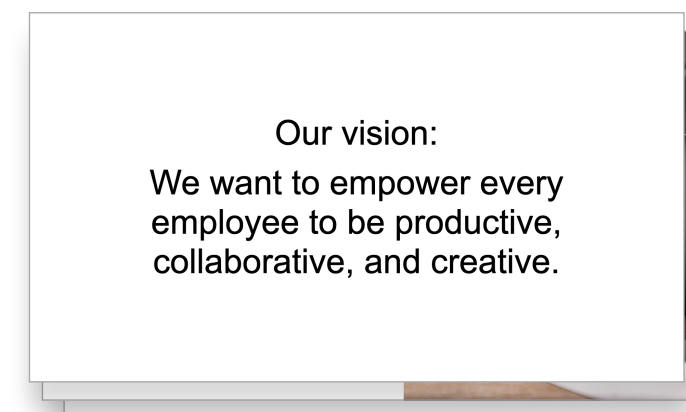 Our vision:
We want to empower every
employee to be productive,
collaborative, and creative.